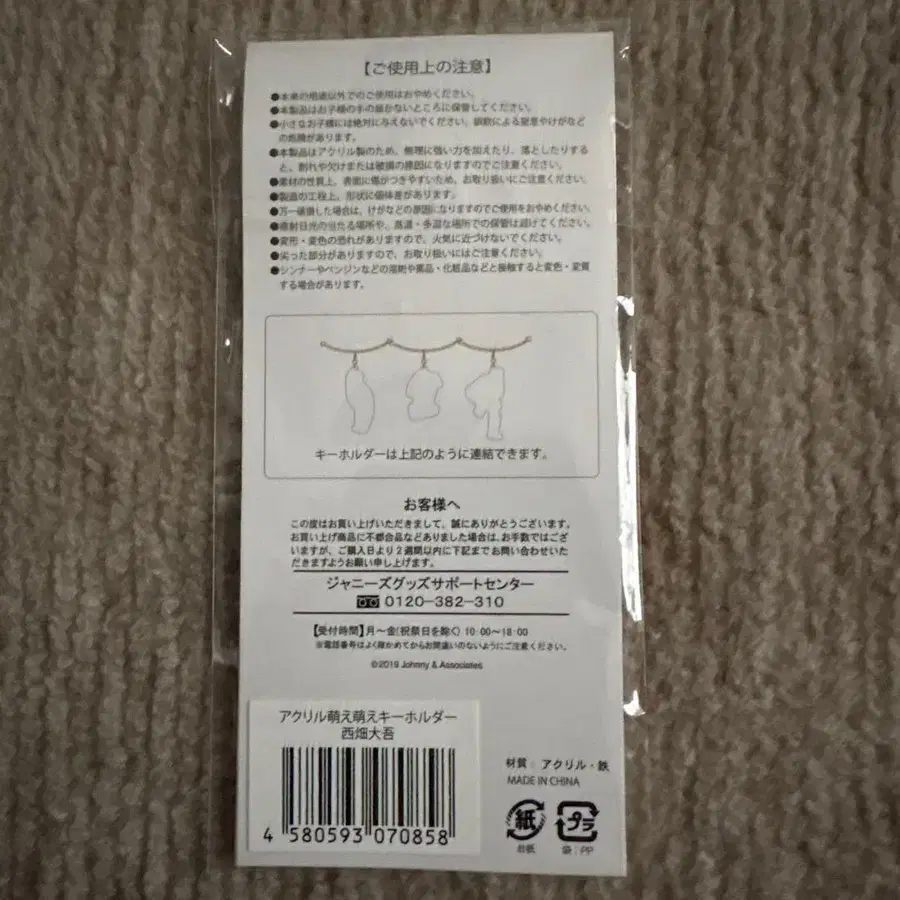 【ご使用上の注意】
●本来の用途以外でのご使用はおやめください。
●本製品はお子様の手の届かないところに保管してください。
●小さなお子様には絶対に与えないでください。誤飲による窒息やけがなど
の危険があります。
●本製品はアクリル製のため、無理に強い力を加えたり、落としたりする
と、割れや欠けまたは破損の原因になりますのでご注意ください。
●素材の性質上、表面に傷がつきやすいため、お取り扱いにご注意ください。
●製造の工程上、形状に個体差があります。
●万一破損した場合は、けがなどの原因になりますのでご使用をおやめください。
●直射日光の当たる場所や、高温・多湿な場所での保管は避けてください。
●変形・変色の恐れがありますので、火気に近づけないでください。
●尖った部分がありますので、お取り扱いにはご注意ください。
●シンナーやベンジンなどの溶剤や薬品・化粧品などと接触すると変色・変質
する場合があります。
キーホルダーは上記のように連結できます。
お客様へ
この度はお買い上げいただきまして、誠にありがとうございます。
お買い上げ商品に不都合品などありました場合は、お手数ではござ
いますが、ご購入日より2週間以内に下記までお問い合わせいた
だきますようお願い申し上げます。
ジャニーズグッズサポートセンター
0120-382-310
【受付時間】月〜金(祝祭日を除く) 10:00〜18:00
※電話番号はよく確かめてからお間違いのないようにご注意ください。
©2019 Johnny & Associates
アクリル萌え萌えキーホルダー
西畑大吾
4 580593 070858
材質： アクリル・鉄
MADE IN CHINA
紙 プラ
台紙 袋：PP